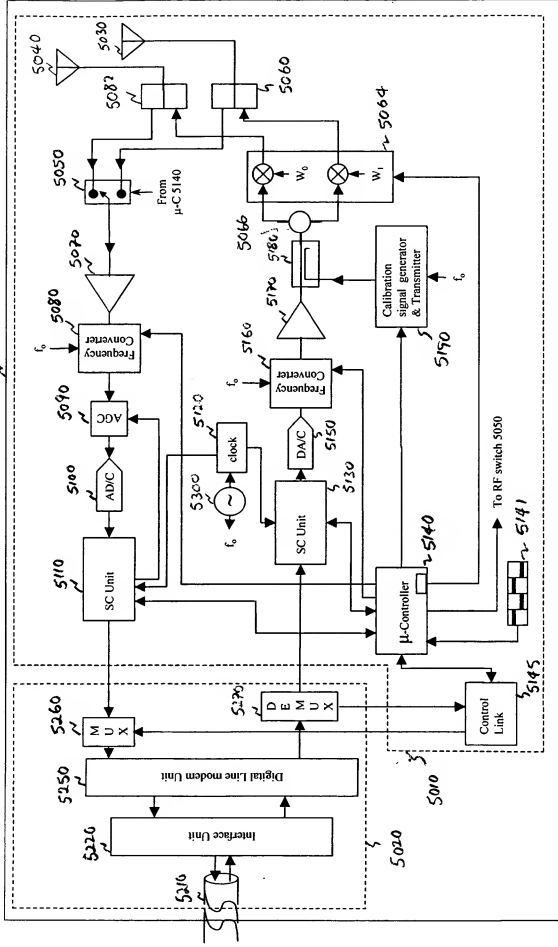 5040
5030
5082
5060
5050
From
μ-C 5140
5064
W₀
W₁
5070
5066
5180
5170
5080
Frequency
Converter
f₀
5160
Frequency
Converter
f₀
Calibration
signal generator
& Transmitter
f₀
5190
5090
AGC
5120
clock
5150
DA/C
5100
AD/C
5300
~
f₀
5130
SC Unit
5110
SC Unit
To RF switch 5050
5140
μ-Controller
5141
5145
Control
Link
5010
5260
MUX
5270
DEMUX
5250
Digital Line modem Unit
5220
Interface Unit
5210
5020